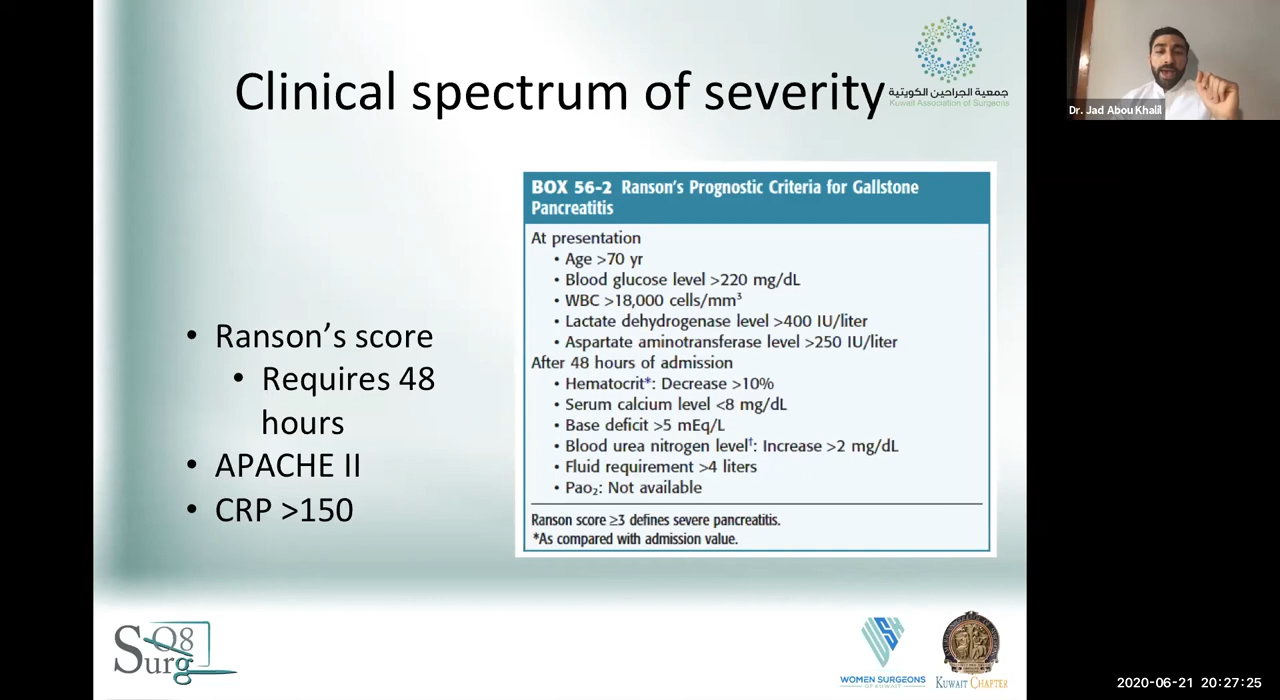 Clinical spectrum of severity
جمعية الجراحين الكويتية
Kuwait Association of Surgeons
Dr. Jad Abou Khalil
BOX 56-2 Ranson's Prognostic Criteria for Gallstone
Pancreatitis
At presentation
• Age >70 yr
• Blood glucose level >220 mg/dL
• WBC >18,000 cells/mm³
• Lactate dehydrogenase level >400 IU/liter
• Aspartate aminotransferase level >250 IU/liter
After 48 hours of admission
• Hematocrit*: Decrease >10%
• Serum calcium level <8 mg/dL
• Base deficit >5 mEq/L
• Blood urea nitrogen level†: Increase >2 mg/dL
• Fluid requirement >4 liters
• Pao₂: Not available
Ranson score ≥3 defines severe pancreatitis.
*As compared with admission value.
• Ranson’s score
• Requires 48
hours
• APACHE II
• CRP >150
Q8
Surg
WOMEN SURGEONS
OF KUWAIT
KUWAIT CHAPTER
2020-06-21 20:27:25